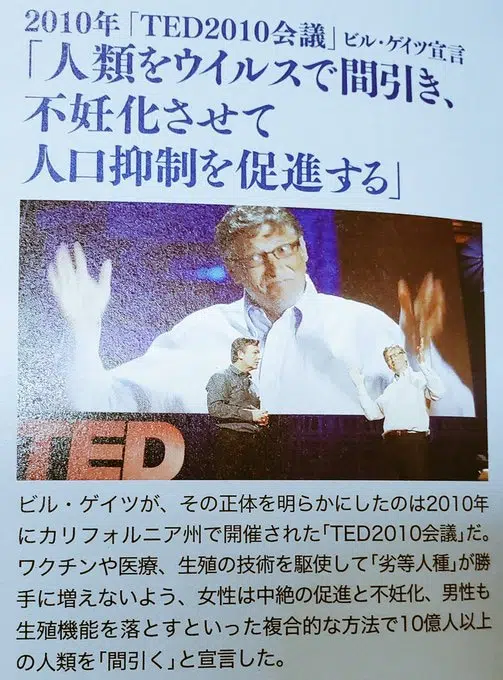 2010年「TED2010会議」ビル・ゲイツ宣言
「人類をウイルスで間引き、
不妊化させて
人口抑制を促進する」
TED
ビル・ゲイツが、その正体を明らかにしたのは2010年
にカリフォルニア州で開催された「TED2010会議」だ。
ワクチンや医療、生殖の技術を駆使して「劣等人種」が勝
手に増えないよう、女性は中絶の促進と不妊化、男性も
生殖機能を落とすといった複合的な方法で10億人以上
の人類を「間引く」と宣言した。